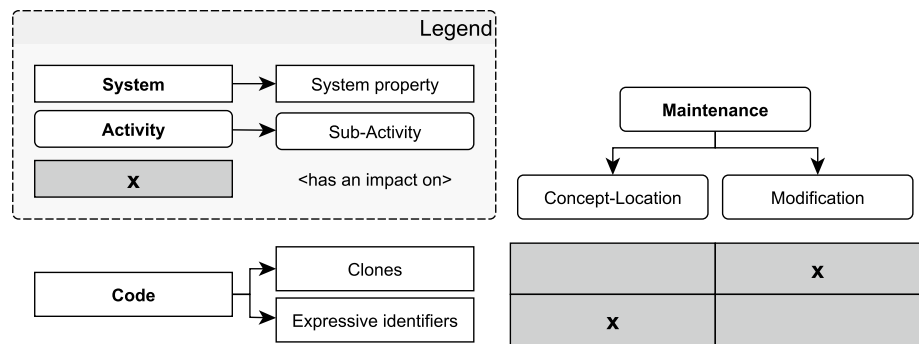 Legend
System
System property
Activity
Sub-Activity
x
<has an impact on>
Maintenance
Concept-Location
Modification
Code
Clones
x
Expressive identifiers
x